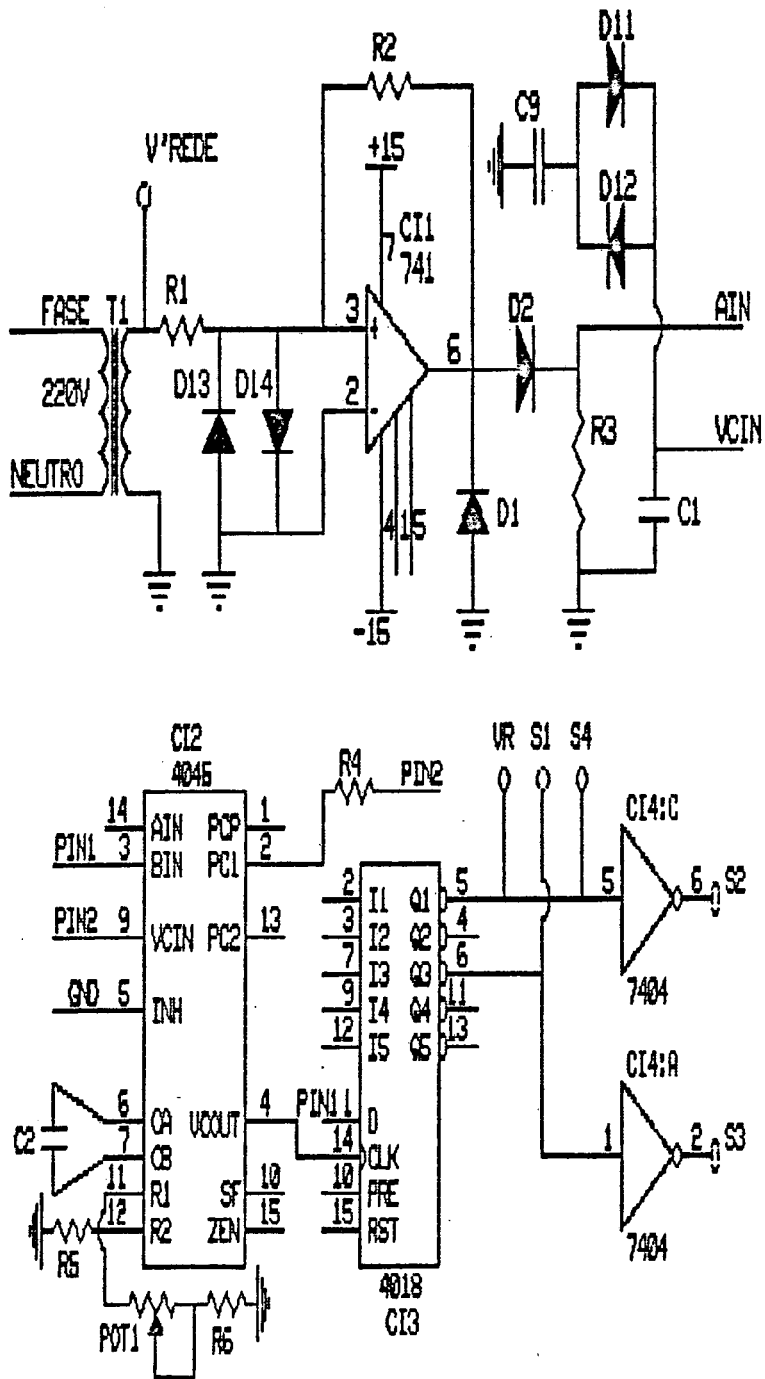 D11
R2
C9
V'REDE
+15
D12
7
CI1
741
R1
FASE
T1
3
+
D2
AIN
6
220V
D13
D14
2
-
R3
VCIN
NEUTRO
4
1
5
D1
C1
-15
CI2
4046
R4
PIN2
VR
S1
S4
CI4:C
14
AIN
PCP
1
PIN1
3
BIN
PC1
2
2
I1
Q1
5
5
6
S2
3
I2
Q2
4
PIN2
9
VCIN
PC2
13
7
I3
Q3
6
7404
GND
5
INH
9
I4
Q4
11
12
I5
Q5
13
CI4:A
6
CA
VCOUT
4
PIN1
1
D
C2
7
CB
14
CLK
1
2
S3
11
R1
SF
10
10
PRE
12
R2
ZEN
15
15
RST
R5
7404
4018
POT1
R6
CI3